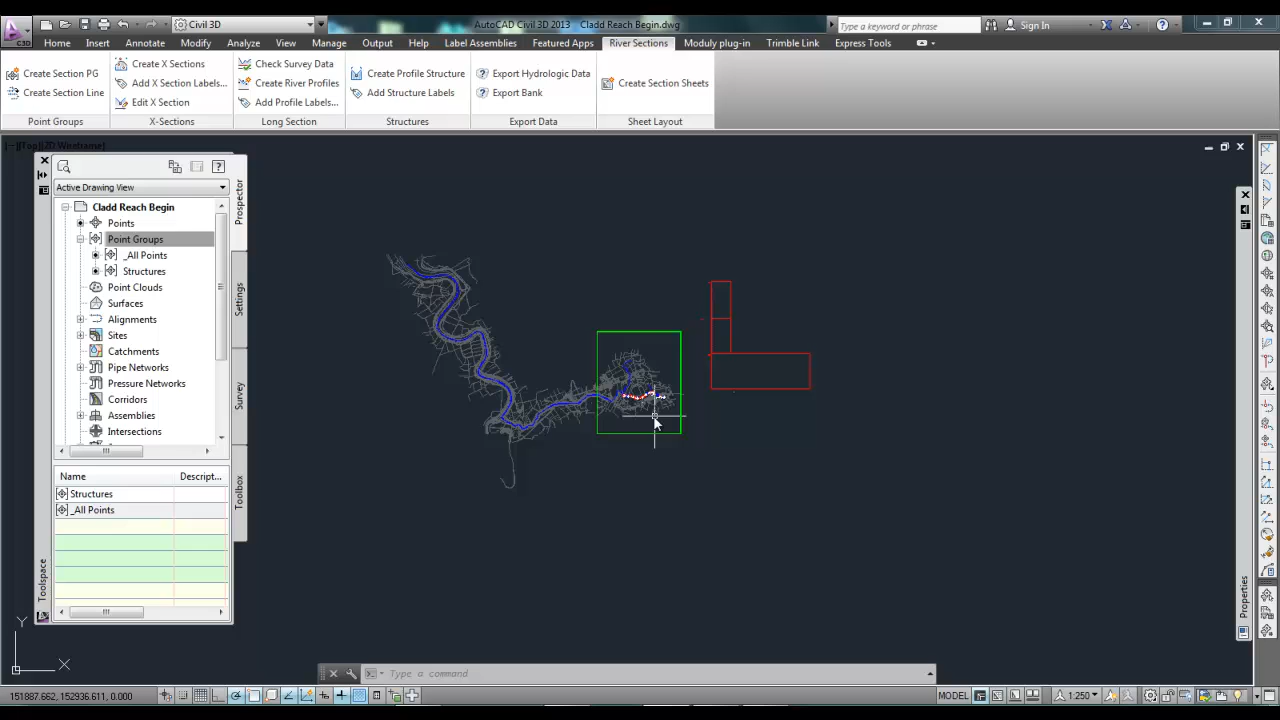 Civil 3D
AutoCAD Civil 3D 2013 Cladd Reach Begin.dwg
Type a keyword or phrase
Sign In
C3D
Home Insert Annotate Modify Analyze View Manage Output Help Label Assemblies Featured Apps River Sections Moduly plug-in Trimble Link Express Tools
Create Section PG
Create Section Line
Point Groups
Create X Sections
Add X Section Labels...
Edit X Section
X-Sections
Check Survey Data
Create River Profiles
Add Profile Labels...
Long Section
Create Profile Structure
Add Structure Labels
Structures
Export Hydrologic Data
Export Bank
Export Data
Create Section Sheets
Sheet Layout
[−][Top][2D Wireframe]
Active Drawing View
Cladd Reach Begin
Points
Point Groups
_All Points
Structures
Point Clouds
Surfaces
Alignments
Sites
Catchments
Pipe Networks
Pressure Networks
Corridors
Assemblies
Intersections
Prospector
Settings
Survey
Toolbox
Name Descript...
Structures
_All Points
Toolspace
Properties
Y
X
Type a command
151887.662, 152936.611, 0.000
MODEL
1:250